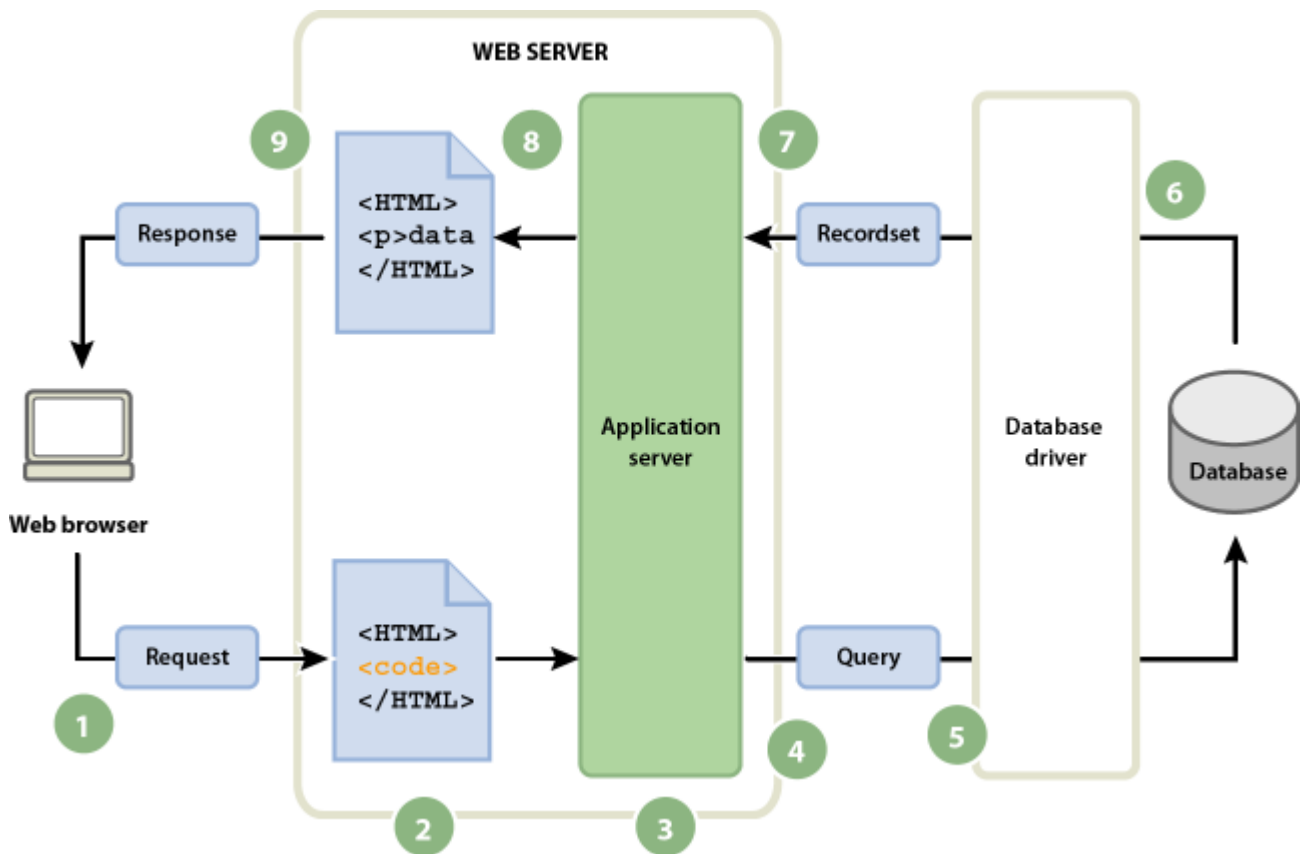 WEB SERVER
9
8
7
6
<HTML>
<p>data
</HTML>
Response
Recordset
Application
server
Database
driver
Database
Web browser
<HTML>
<code>
</HTML>
Request
Query
1
2
3
4
5